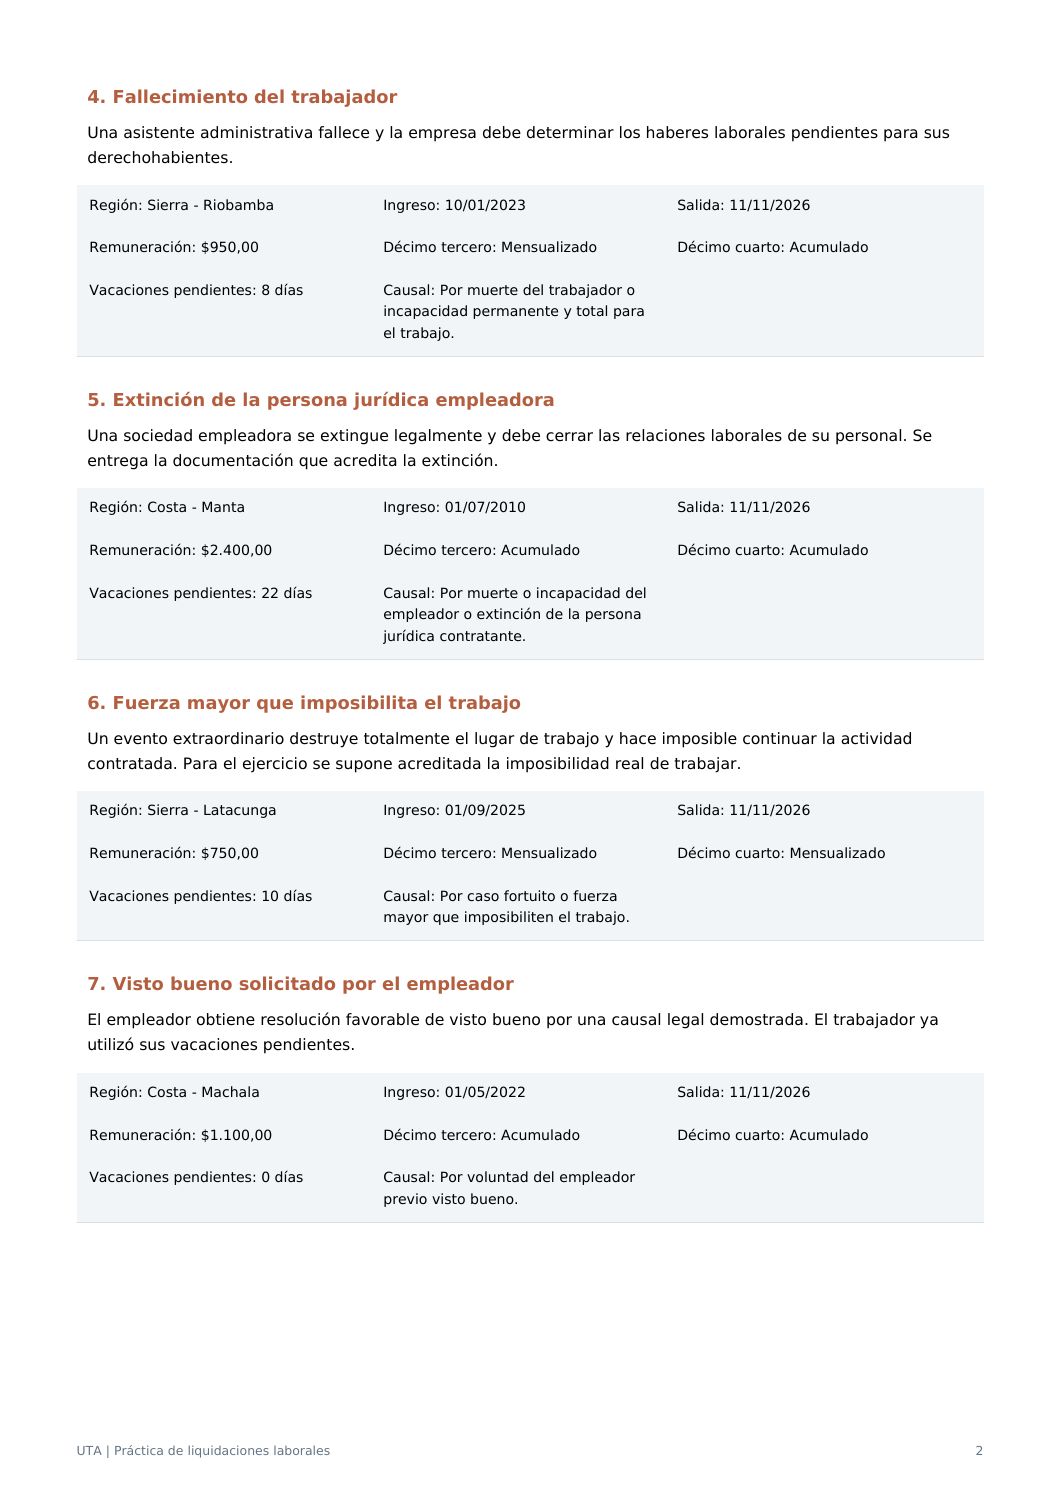 4. Fallecimiento del trabajador
Una asistente administrativa fallece y la empresa debe determinar los haberes laborales pendientes para sus
derechohabientes.
Región: Sierra - Riobamba
Ingreso: 10/01/2023
Salida: 11/11/2026
Remuneración: $950,00
Décimo tercero: Mensualizado
Décimo cuarto: Acumulado
Vacaciones pendientes: 8 días
Causal: Por muerte del trabajador o
incapacidad permanente y total para
el trabajo.
5. Extinción de la persona jurídica empleadora
Una sociedad empleadora se extingue legalmente y debe cerrar las relaciones laborales de su personal. Se
entrega la documentación que acredita la extinción.
Región: Costa - Manta
Ingreso: 01/07/2010
Salida: 11/11/2026
Remuneración: $2.400,00
Décimo tercero: Acumulado
Décimo cuarto: Acumulado
Vacaciones pendientes: 22 días
Causal: Por muerte o incapacidad del
empleador o extinción de la persona
jurídica contratante.
6. Fuerza mayor que imposibilita el trabajo
Un evento extraordinario destruye totalmente el lugar de trabajo y hace imposible continuar la actividad
contratada. Para el ejercicio se supone acreditada la imposibilidad real de trabajar.
Región: Sierra - Latacunga
Ingreso: 01/09/2025
Salida: 11/11/2026
Remuneración: $750,00
Décimo tercero: Mensualizado
Décimo cuarto: Mensualizado
Vacaciones pendientes: 10 días
Causal: Por caso fortuito o fuerza
mayor que imposibiliten el trabajo.
7. Visto bueno solicitado por el empleador
El empleador obtiene resolución favorable de visto bueno por una causal legal demostrada. El trabajador ya
utilizó sus vacaciones pendientes.
Región: Costa - Machala
Ingreso: 01/05/2022
Salida: 11/11/2026
Remuneración: $1.100,00
Décimo tercero: Acumulado
Décimo cuarto: Acumulado
Vacaciones pendientes: 0 días
Causal: Por voluntad del empleador
previo visto bueno.
UTA | Práctica de liquidaciones laborales
2